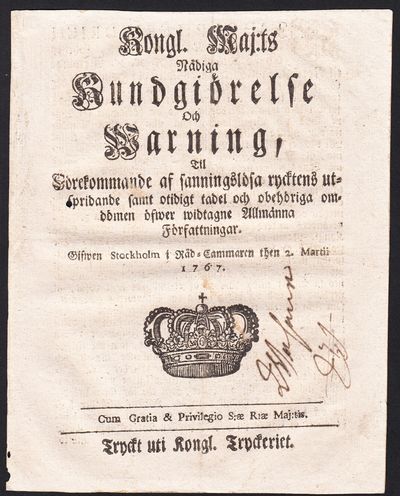 Kongl. Maj:ts
Nådiga
Kundgiörelse
Och
Warning,
Til
Förekommande af sanningslösa rycktens ut-
spridande samt otidigt tadel och obehöriga om-
dömen öfwer widtagne Allmänna
Författningar.
Gifwen Stockholm i Råd-Cammaren then 2. Martii
1767.
Cum Gratia & Privilegio S:æ R:æ Maj:tis.
Tryckt uti Kongl. Tryckeriet.